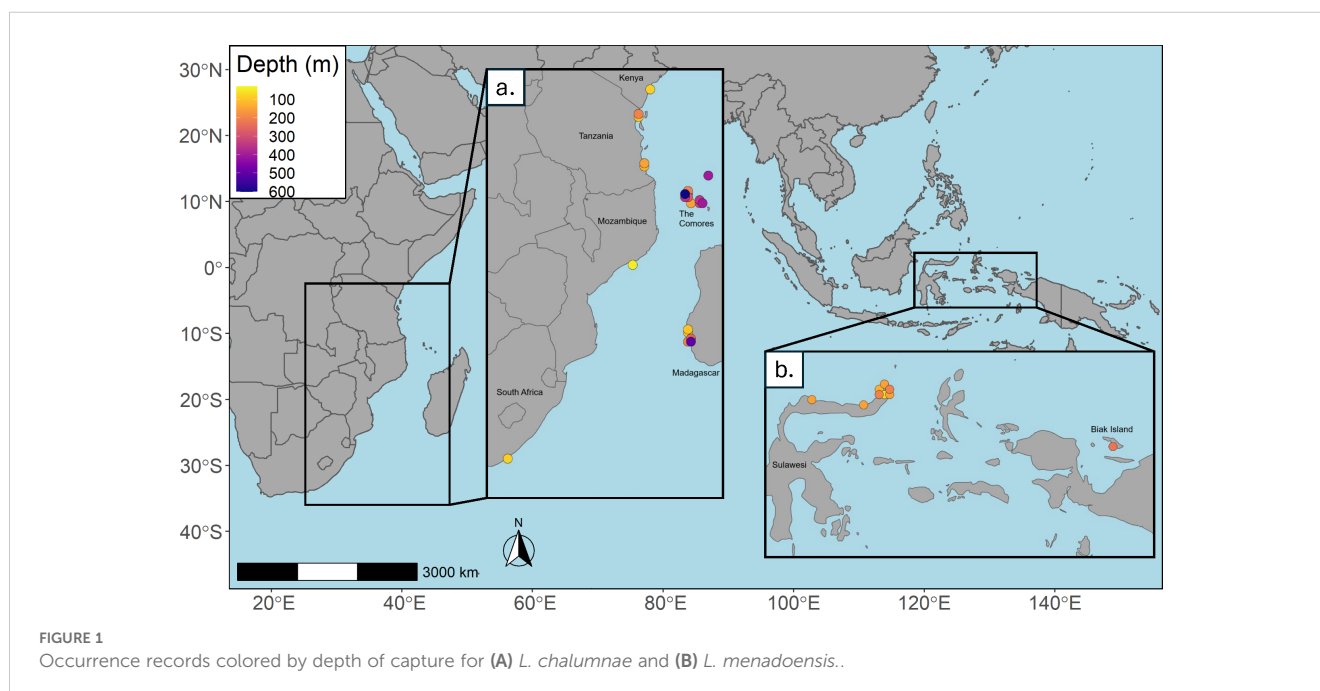 Depth (m)
100
200
300
400
500
600
30°N
20°N
10°N
0°
10°S
20°S
30°S
40°S
a.
Kenya
Tanzania
Mozambique
The
Comores
Madagascar
South Africa
b.
Sulawesi
Biak Island
N
3000 km
20°E
40°E
60°E
80°E
100°E
120°E
140°E
FIGURE 1
Occurrence records colored by depth of capture for (A) L. chalumnae and (B) L. menadoensis..